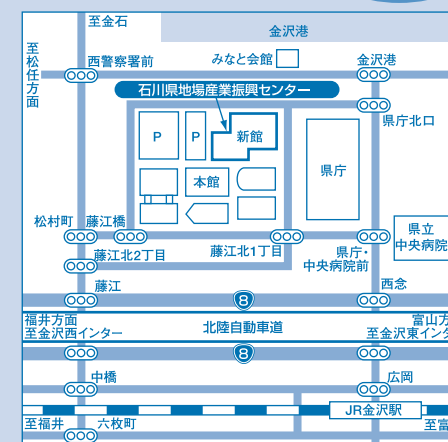 至金石
金沢港
至松任方面
西警察署前
みなと会館
金沢港
石川県地場産業振興センター
県庁北口
P
P
新館
県庁
本館
松村町
藤江橋
藤江北1丁目
県庁・
中央病院前
県立
中央病院
藤江北2丁目
藤江
西念
8
福井方面
至金沢西インター
北陸自動車道
富山方
至金沢東インタ
8
中橋
広岡
JR金沢駅
至福井
六枚町
至富